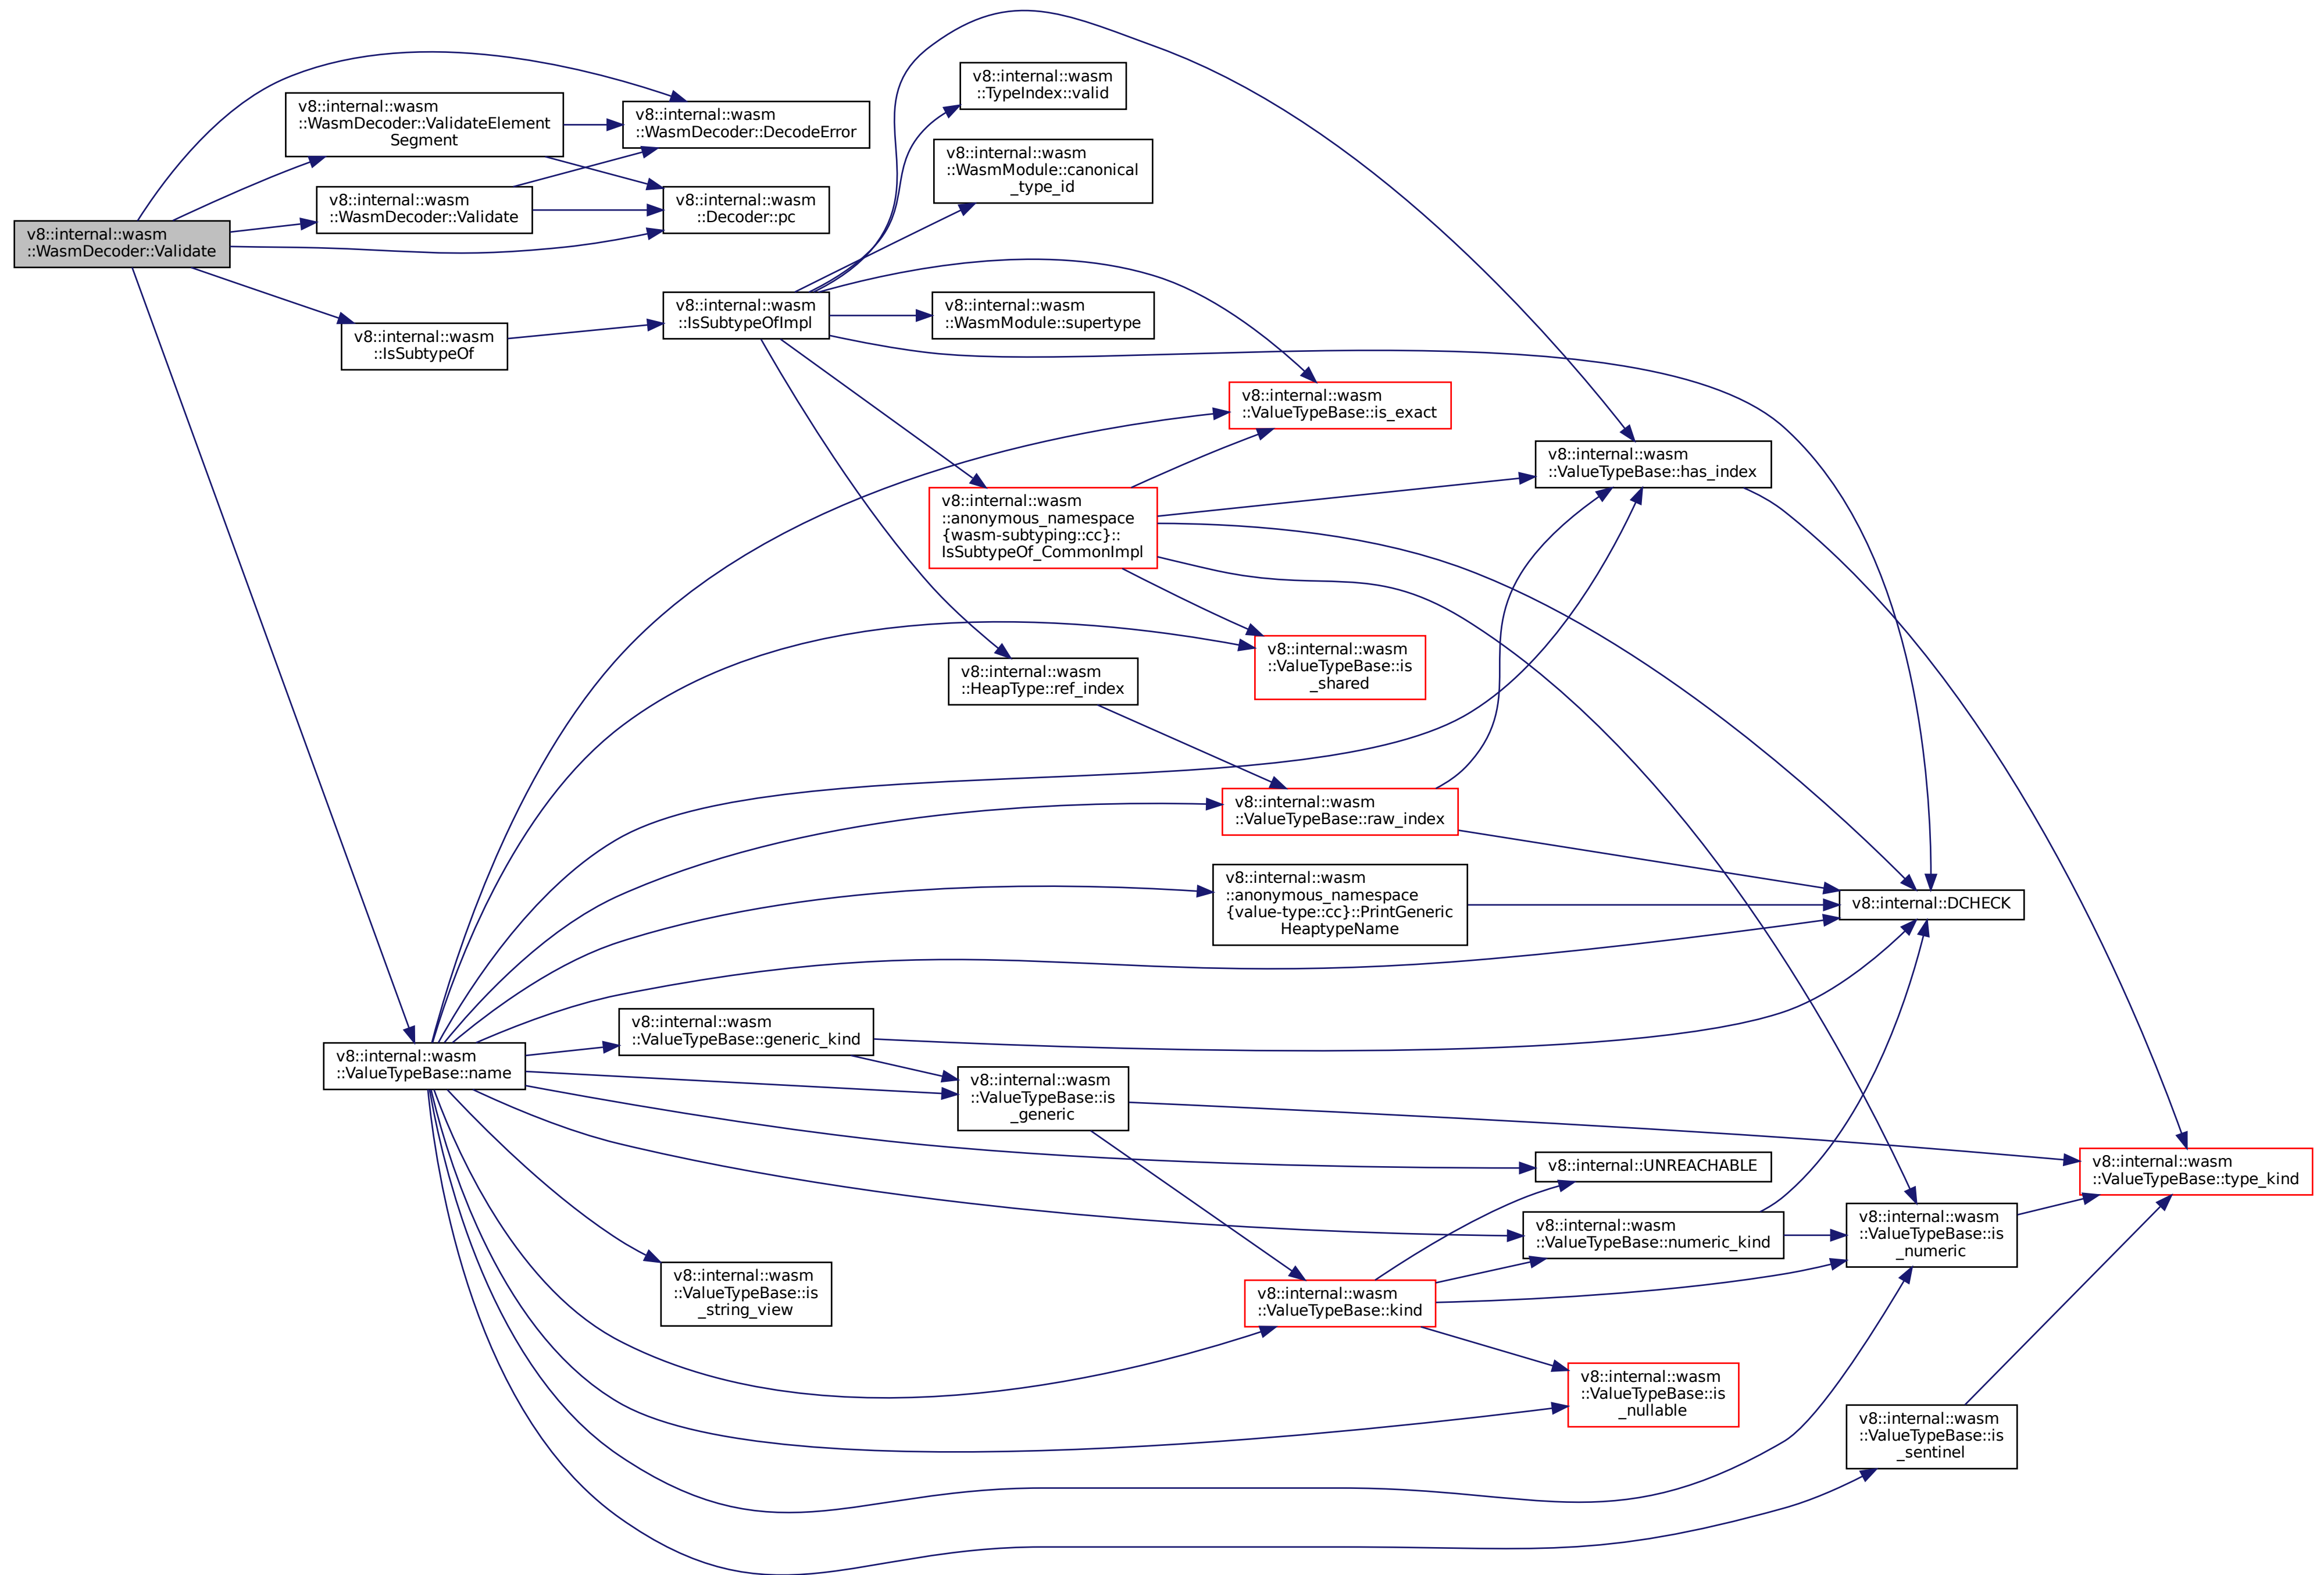 v8::internal::wasm
::WasmDecoder::Validate
v8::internal::wasm
::WasmDecoder::ValidateElement
Segment
v8::internal::wasm
::WasmDecoder::Validate
v8::internal::wasm
::IsSubtypeOf
v8::internal::wasm
::ValueTypeBase::name
v8::internal::wasm
::WasmDecoder::DecodeError
v8::internal::wasm
::Decoder::pc
v8::internal::wasm
::IsSubtypeOfImpl
v8::internal::wasm
::ValueTypeBase::generic_kind
v8::internal::wasm
::ValueTypeBase::is
_string_view
v8::internal::wasm
::TypeIndex::valid
v8::internal::wasm
::WasmModule::canonical
_type_id
v8::internal::wasm
::WasmModule::supertype
v8::internal::wasm
::anonymous_namespace
{wasm-subtyping::cc}::
IsSubtypeOf_CommonImpl
v8::internal::wasm
::HeapType::ref_index
v8::internal::wasm
::ValueTypeBase::is
_generic
v8::internal::wasm
::ValueTypeBase::is_exact
v8::internal::wasm
::ValueTypeBase::is
_shared
v8::internal::wasm
::ValueTypeBase::raw_index
v8::internal::wasm
::anonymous_namespace
{value-type::cc}::PrintGeneric
HeaptypeName
v8::internal::wasm
::ValueTypeBase::kind
v8::internal::wasm
::ValueTypeBase::has_index
v8::internal::UNREACHABLE
v8::internal::wasm
::ValueTypeBase::numeric_kind
v8::internal::wasm
::ValueTypeBase::is
_nullable
v8::internal::DCHECK
v8::internal::wasm
::ValueTypeBase::is
_numeric
v8::internal::wasm
::ValueTypeBase::is
_sentinel
v8::internal::wasm
::ValueTypeBase::type_kind